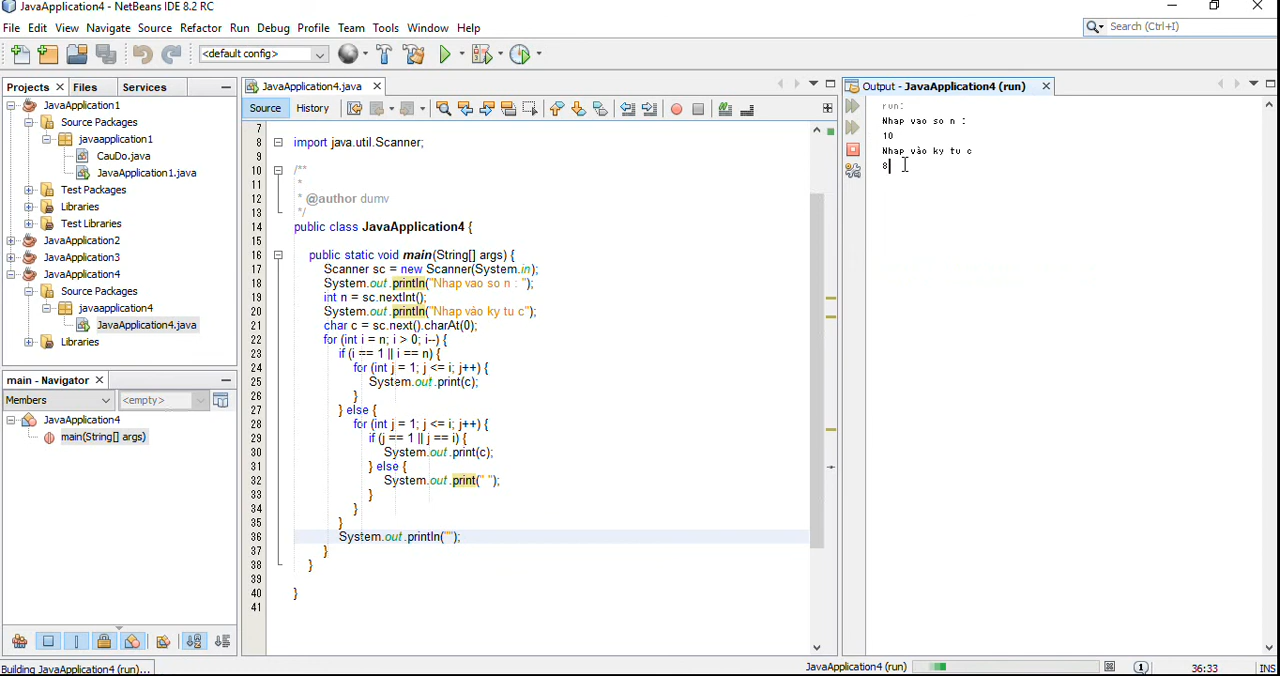 JavaApplication4 - NetBeans IDE 8.2 RC
File Edit View Navigate Source Refactor Run Debug Profile Team Tools Window Help
Search (Ctrl+I)
<default config>
Projects Files Services
JavaApplication1
Source Packages
javaapplication1
CauDo.java
JavaApplication1.java
Test Packages
Libraries
Test Libraries
JavaApplication2
JavaApplication3
JavaApplication4
Source Packages
javaapplication4
JavaApplication4.java
Libraries
main - Navigator
Members <empty>
JavaApplication4
main(String[] args)
JavaApplication4.java
Source History
7
8 import java.util.Scanner;
9
10 /**
11 *
12 * @author dumv
13 */
14 public class JavaApplication4 {
15
16 public static void main(String[] args) {
17 Scanner sc = new Scanner(System.in);
18 System.out.println("Nhap vao so n : ");
19 int n = sc.nextInt();
20 System.out.println("Nhap vào ky tu c");
21 char c = sc.next().charAt(0);
22 for (int i = n; i > 0; i--) {
23 if (i == 1 || i == n) {
24 for (int j = 1; j <= i; j++) {
25 System.out.print(c);
26 }
27 } else {
28 for (int j = 1; j <= i; j++) {
29 if (j == 1 || j == i) {
30 System.out.print(c);
31 } else {
32 System.out.print(" ");
33 }
34 }
35 }
36 System.out.println("");
37 }
38 }
39
40 }
41
Output - JavaApplication4 (run)
run:
Nhap vao so n :
10
Nhap vào ky tu c
8
Building JavaApplication4 (run)...
JavaApplication4 (run)
1
36:33
INS